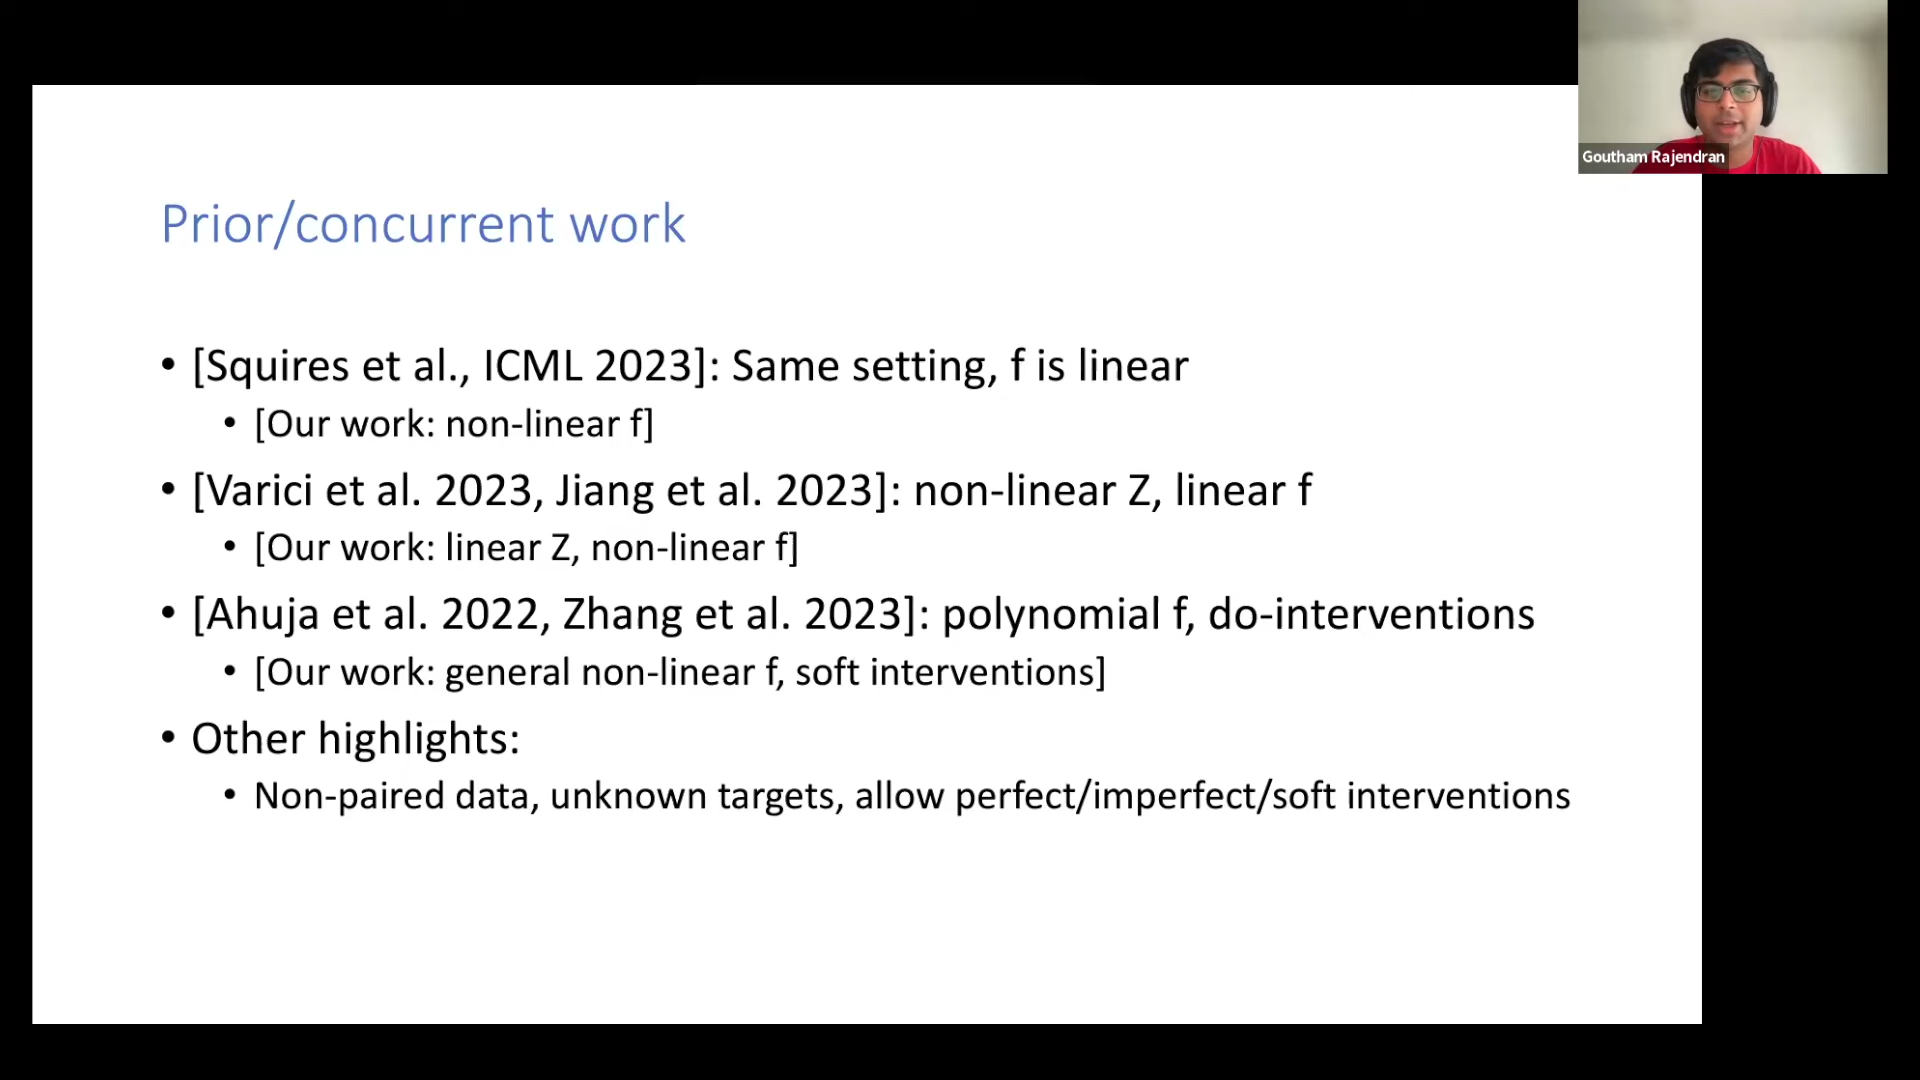 Goutham Rajendran
Prior/concurrent work
• [Squires et al., ICML 2023]: Same setting, f is linear
• [Our work: non-linear f]
• [Varici et al. 2023, Jiang et al. 2023]: non-linear Z, linear f
• [Our work: linear Z, non-linear f]
• [Ahuja et al. 2022, Zhang et al. 2023]: polynomial f, do-interventions
• [Our work: general non-linear f, soft interventions]
• Other highlights:
• Non-paired data, unknown targets, allow perfect/imperfect/soft interventions